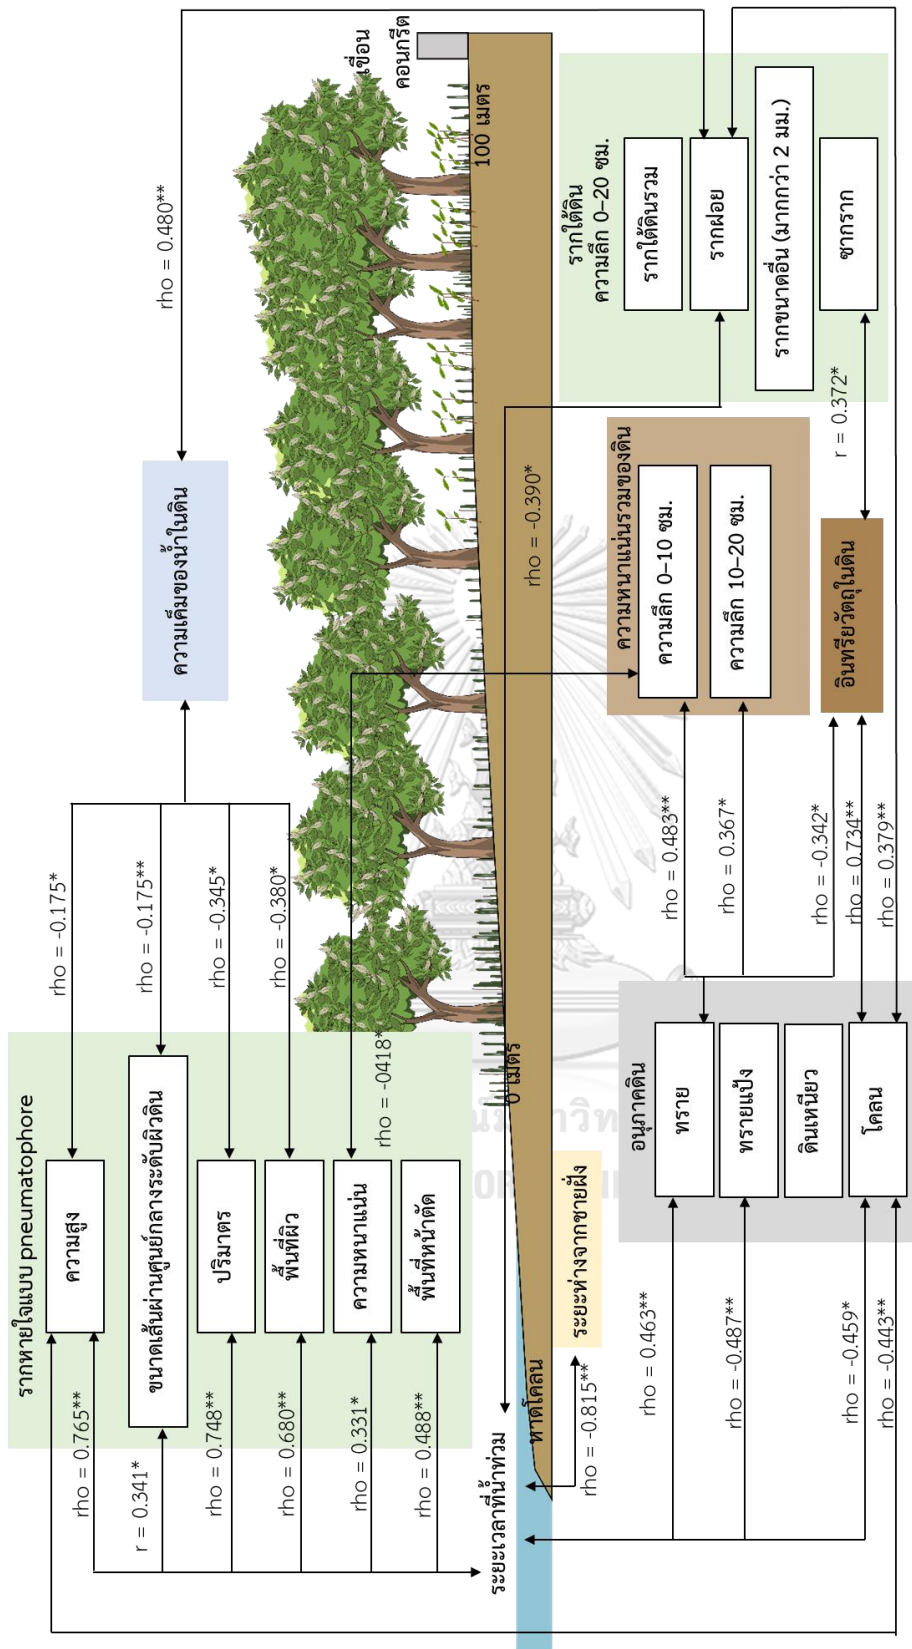 รากหายใจแบบ pneumatophore
ความสูง
ขนาดเส้นผ่านศูนย์กลางระดับผิวดิน
ปริมาตร
พื้นที่ผิว
ความหนาแน่น
พื้นที่หน้าตัด
rho = 0.765**
r = 0.341*
rho = 0.748**
rho = 0.680**
rho = 0.331*
rho = 0.488**
rho = -0.175*
rho = -0.175**
rho = -0.345*
rho = -0.380*
rho = -0418*
ความเค็มของน้ำในดิน
rho = 0.480**
เขื่อน
คอนกรีต
100 เมตร
0 เมตร
rho = -0.390*
ระยะเวลาที่น้ำท่วม
หาดโคลน
rho = -0.815**
ระยะห่างจากชายฝั่ง
รากใต้ดิน
ความลึก 0–20 ซม.
รากใต้ดินรวม
รากฝอย
รากขนาดอื่น (มากกว่า 2 มม.)
ซากราก
ความหนาแน่นรวมของดิน
ความลึก 0–10 ซม.
ความลึก 10–20 ซม.
r = 0.372*
อินทรียวัตถุในดิน
rho = 0.483**
rho = 0.367*
rho = -0.342*
rho = 0.734**
rho = 0.379**
อนุภาคดิน
ทราย
ทรายแป้ง
ดินเหนียว
โคลน
rho = 0.463**
rho = -0.487**
rho = -0.459*
rho = -0.443**